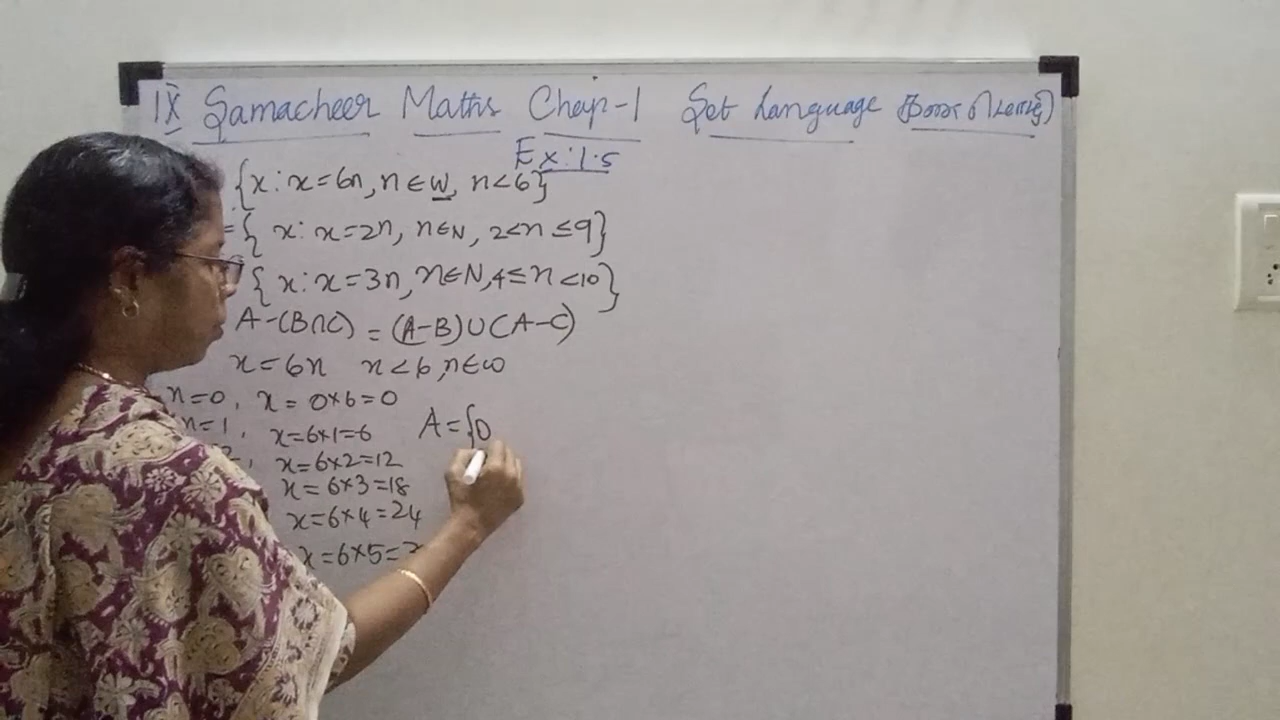 IX Samacheer Maths Chap-1 Set Language
Ex:1.5
{x : x = 6n, n ∈ W, n < 6}
= { x : x = 2n, n ∈ N, 2 < n ≤ 9}
{ x : x = 3n, n ∈ N, 4 ≤ n < 10}
A-(B∩C) = (A-B)∪(A-C)
x = 6n n < 6, n ∈ w
n = 0, x = 0×6 = 0
n = 1, x = 6×1 = 6
A = {0
, x = 6×2 = 12
x = 6×3 = 18
x = 6×4 = 24
x = 6×5 =